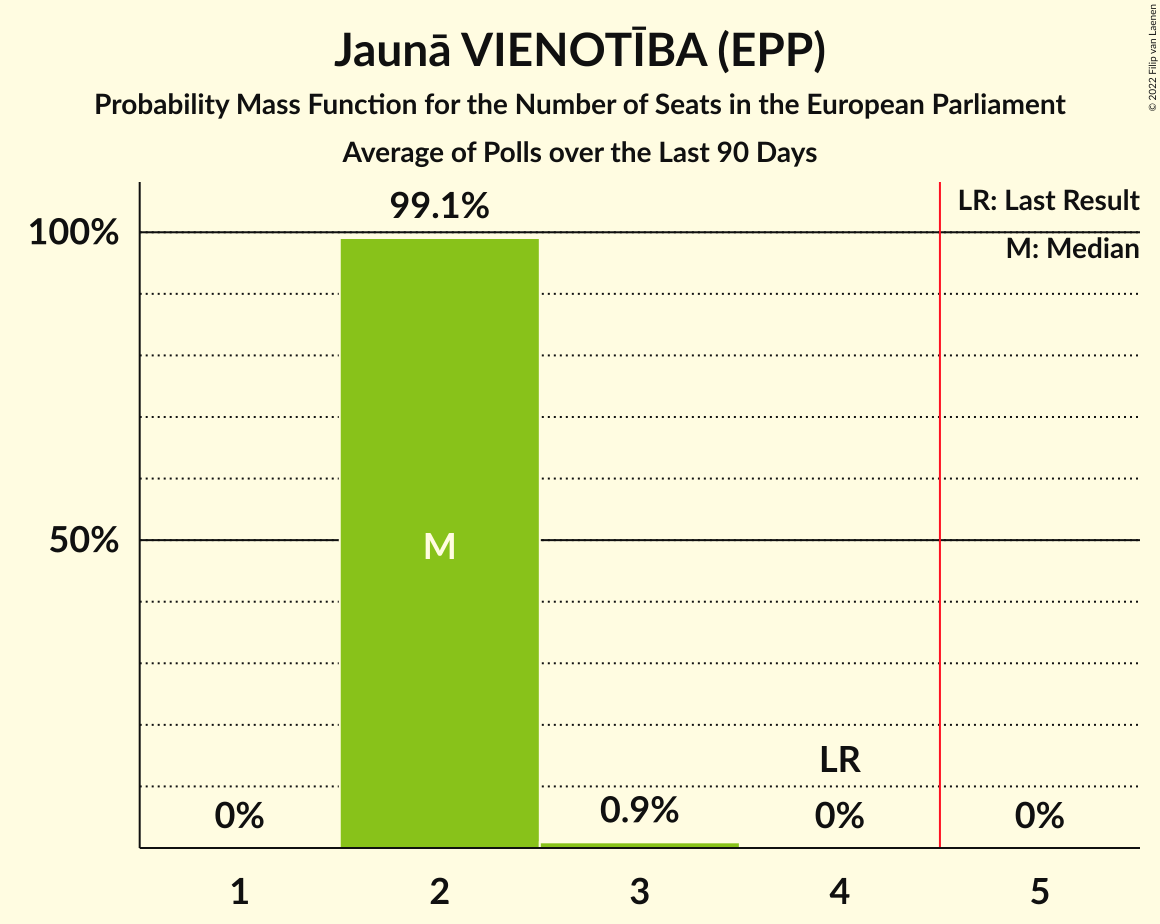 Jaunā VIENOTĪBA (EPP)
Probability Mass Function for the Number of Seats in the European Parliament
Average of Polls over the Last 90 Days
© 2022 Filip van Laenen
LR: Last Result
M: Median
99.1%
100%
50%
M
LR
0%
0.9%
0%
0%
1
2
3
4
5